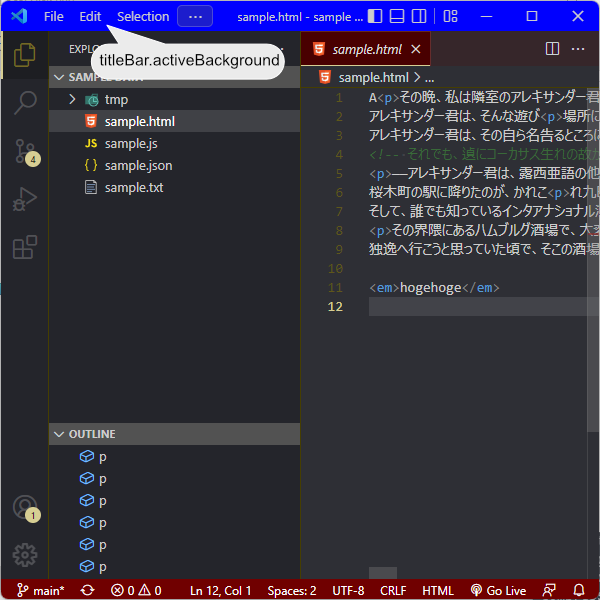 File Edit Selection ··· sample.html - sample ...
titleBar.activeBackground
tmp
sample.html
sample.js
sample.json
sample.txt
OUTLINE
p
p
p
p
p
p
sample.html
sample.html > ...
1 A<p>その晩、私は隣室のアレキサンダー君
2 アレキサンダー君は、そんな遊び<p>場所に
3 アレキサンダー君は、その自ら名告るところに
4 <!-- それでも、遠にコーカサス生れの故
5 <p>—アレキサンダー君は、露西亜語の他
6 桜木町の駅に降りたのが、かれこ<p>れ九
7 そして、誰でも知っているインタアナショナル
8 <p>その界隈にあるハムブルグ酒場で、大
9 独逸へ行こうと思っていた頃で、そこの酒場
10
11 <em>hogehoge</em>
12
4
1
main* 0 0 Ln 12, Col 1 Spaces: 2 UTF-8 CRLF HTML Go Live